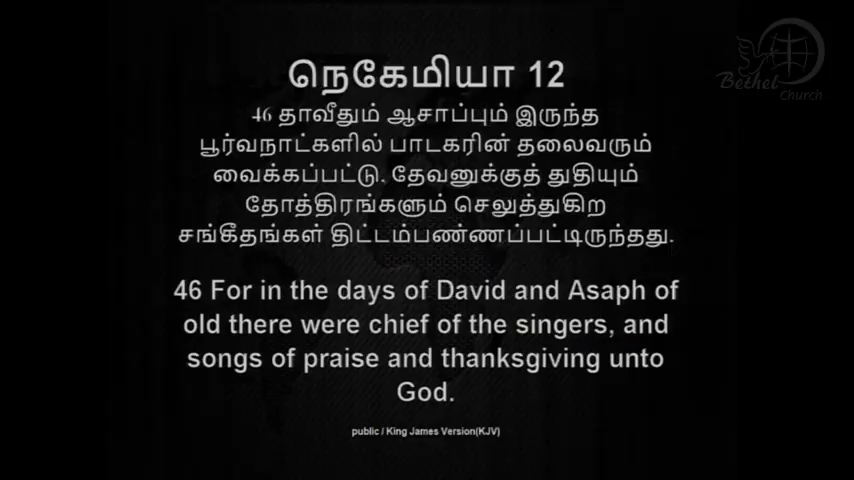 நெகேமியா 12
46 தாவீதும் ஆசாப்பும் இருந்த
பூர்வநாட்களில் பாடகரின் தலைவரும்
வைக்கப்பட்டு, தேவனுக்குத் துதியும்
தோத்திரங்களும் செலுத்துகிற
சங்கீதங்கள் திட்டம்பண்ணப்பட்டிருந்தது.
46 For in the days of David and Asaph of
old there were chief of the singers, and
songs of praise and thanksgiving unto
God.
public / King James Version(KJV)
Bethel
Church